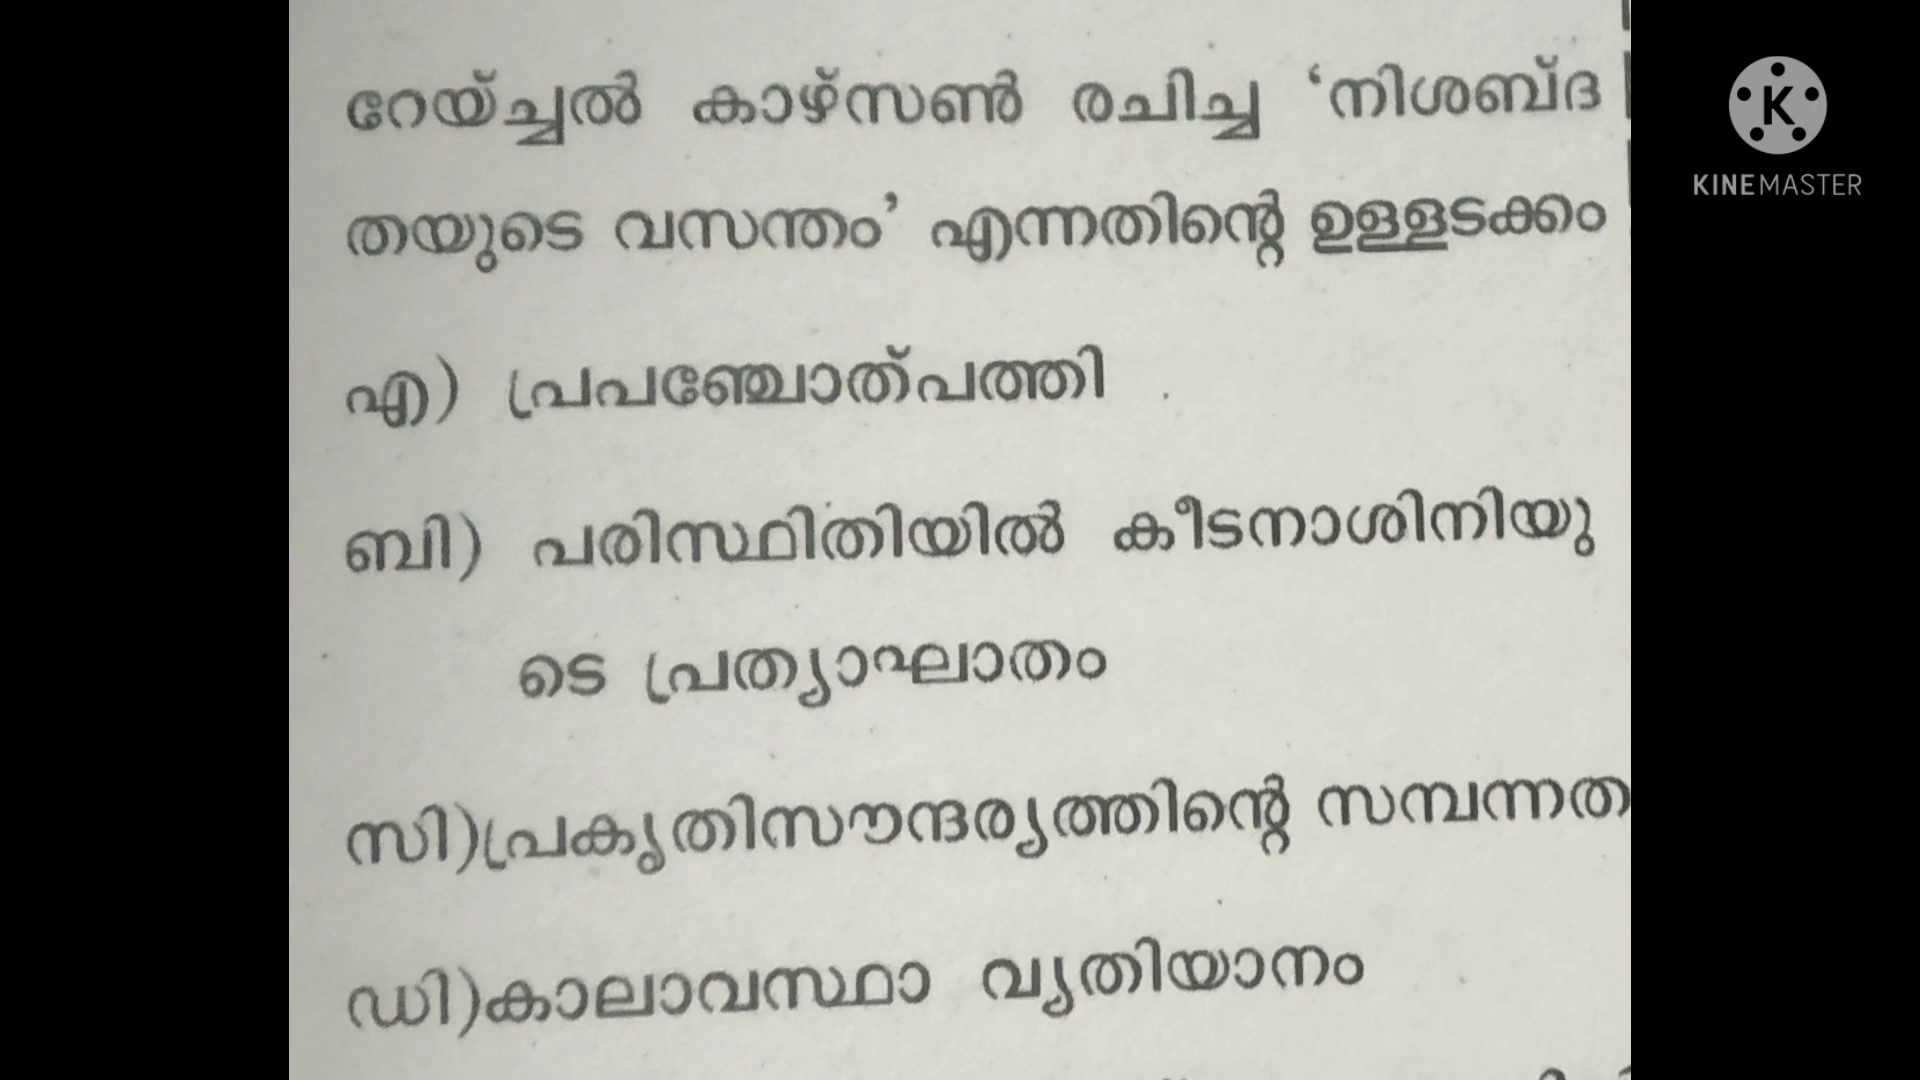 റേയ്ച്ചൽ കാഴ്സൺ രചിച്ച ‘നിശബ്ദ
തയുടെ വസന്തം’ എന്നതിന്റെ ഉള്ളടക്കം
എ) പ്രപഞ്ചോത്പത്തി
ബി) പരിസ്ഥിതിയിൽ കീടനാശിനിയു
ടെ പ്രത്യാഘാതം
സി)പ്രകൃതിസൗന്ദര്യത്തിന്റെ സമ്പന്നത
ഡി)കാലാവസ്ഥാ വ്യതിയാനം
K
KINEMASTER